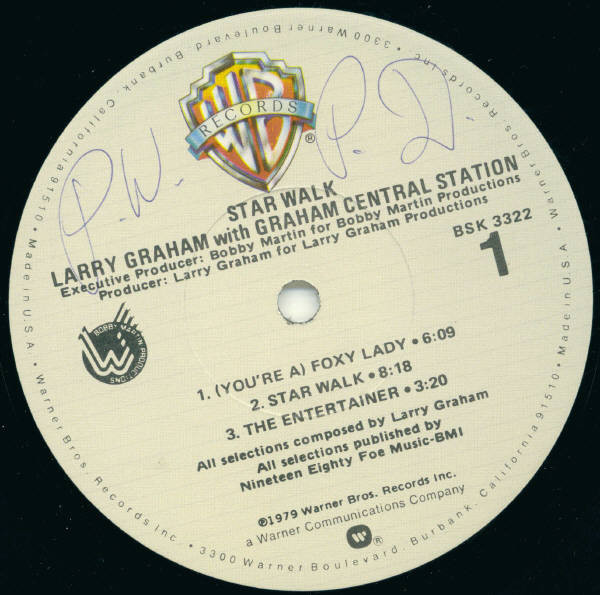 WB
RECORDS
®
P.W.
P.D.
STAR WALK
LARRY GRAHAM with GRAHAM CENTRAL STATION
Executive Producer: Bobby Martin for Bobby Martin Productions
Producer: Larry Graham for Larry Graham Productions
BSK 3322
1
BOBBY MARTIN
PRODUCTIONS
1. (YOU'RE A) FOXY LADY • 6:09
2. STAR WALK • 8:18
3. THE ENTERTAINER • 3:20
All selections composed by Larry Graham
All selections published by
Nineteen Eighty Foe Music-BMI
℗1979 Warner Bros. Records Inc.
a Warner Communications Company
W®
Warner Bros. Records Inc. • 3300 Warner Boulevard, Burbank, California 91510 • Made in U.S.A. • Warner Bros. Records Inc. • 3300 Warner Boulevard, Burbank, California 91510 • Made in U.S.A. •